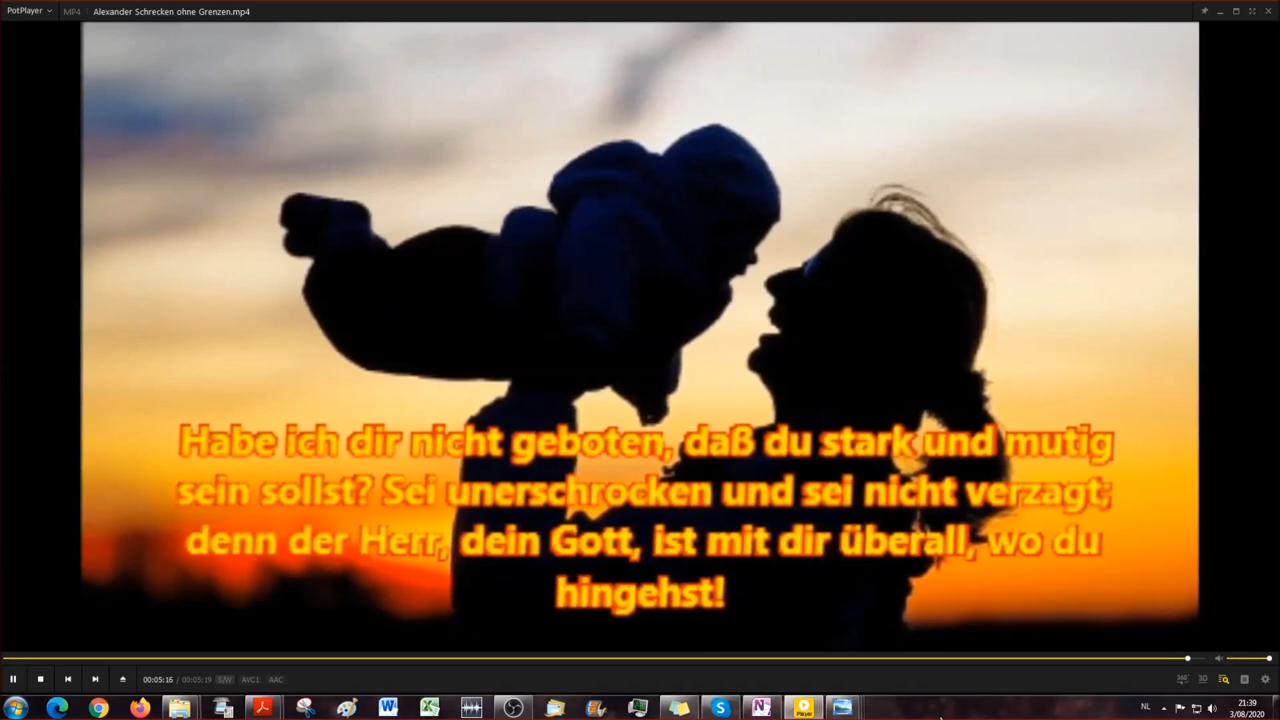 PotPlayer MP4 Alexander Schrecken ohne Grenzen.mp4
Habe ich dir nicht geboten, daß du stark und mutig
sein sollst? Sei unerschrocken und sei nicht verzagt;
denn der Herr, dein Gott, ist mit dir überall, wo du
hingehst!
00:05:16 / 00:05:19 S/W AVC1 AAC
360° 3D
NL 21:39
3/08/2020